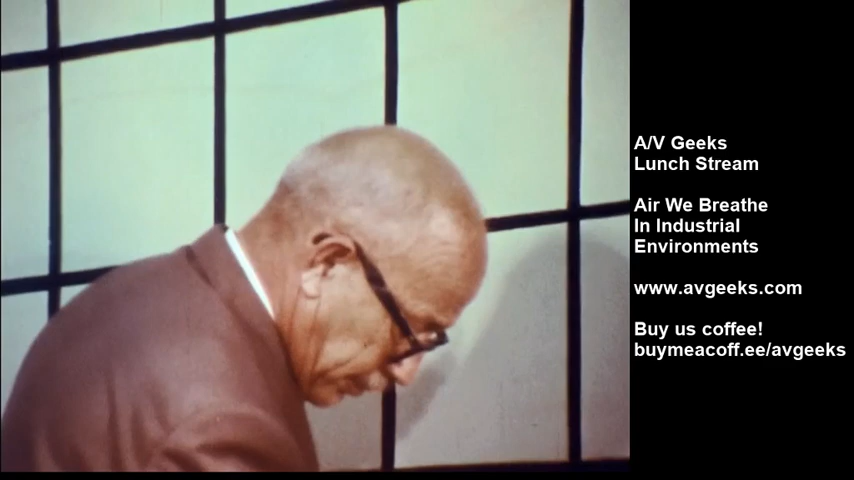 A/V Geeks
Lunch Stream
Air We Breathe
In Industrial
Environments
www.avgeeks.com
Buy us coffee!
buymeacoff.ee/avgeeks